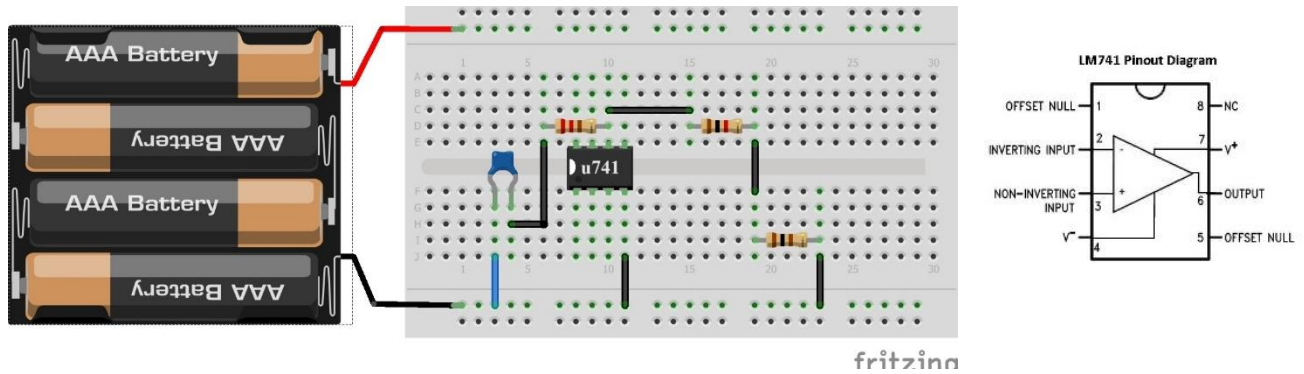 AAA Battery
AAA Battery
AAA Battery
AAA Battery
1 5 10 15 20 25 30
A
B
C
D
E
u741
F
G
H
I
J
1 5 10 15 20 25 30
fritzing
LM741 Pinout Diagram
OFFSET NULL 1 8 NC
2 7
INVERTING INPUT - V+
NON-INVERTING + OUTPUT
INPUT 3 6
V- 4 5 OFFSET NULL